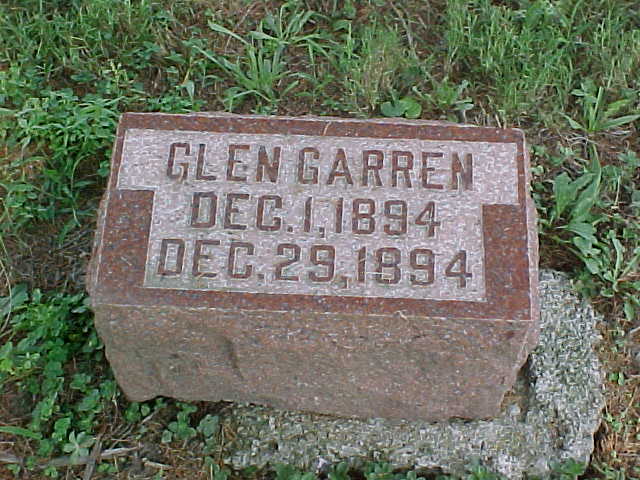 GLEN GARREN
DEC. 1, 1894
DEC. 29, 1894